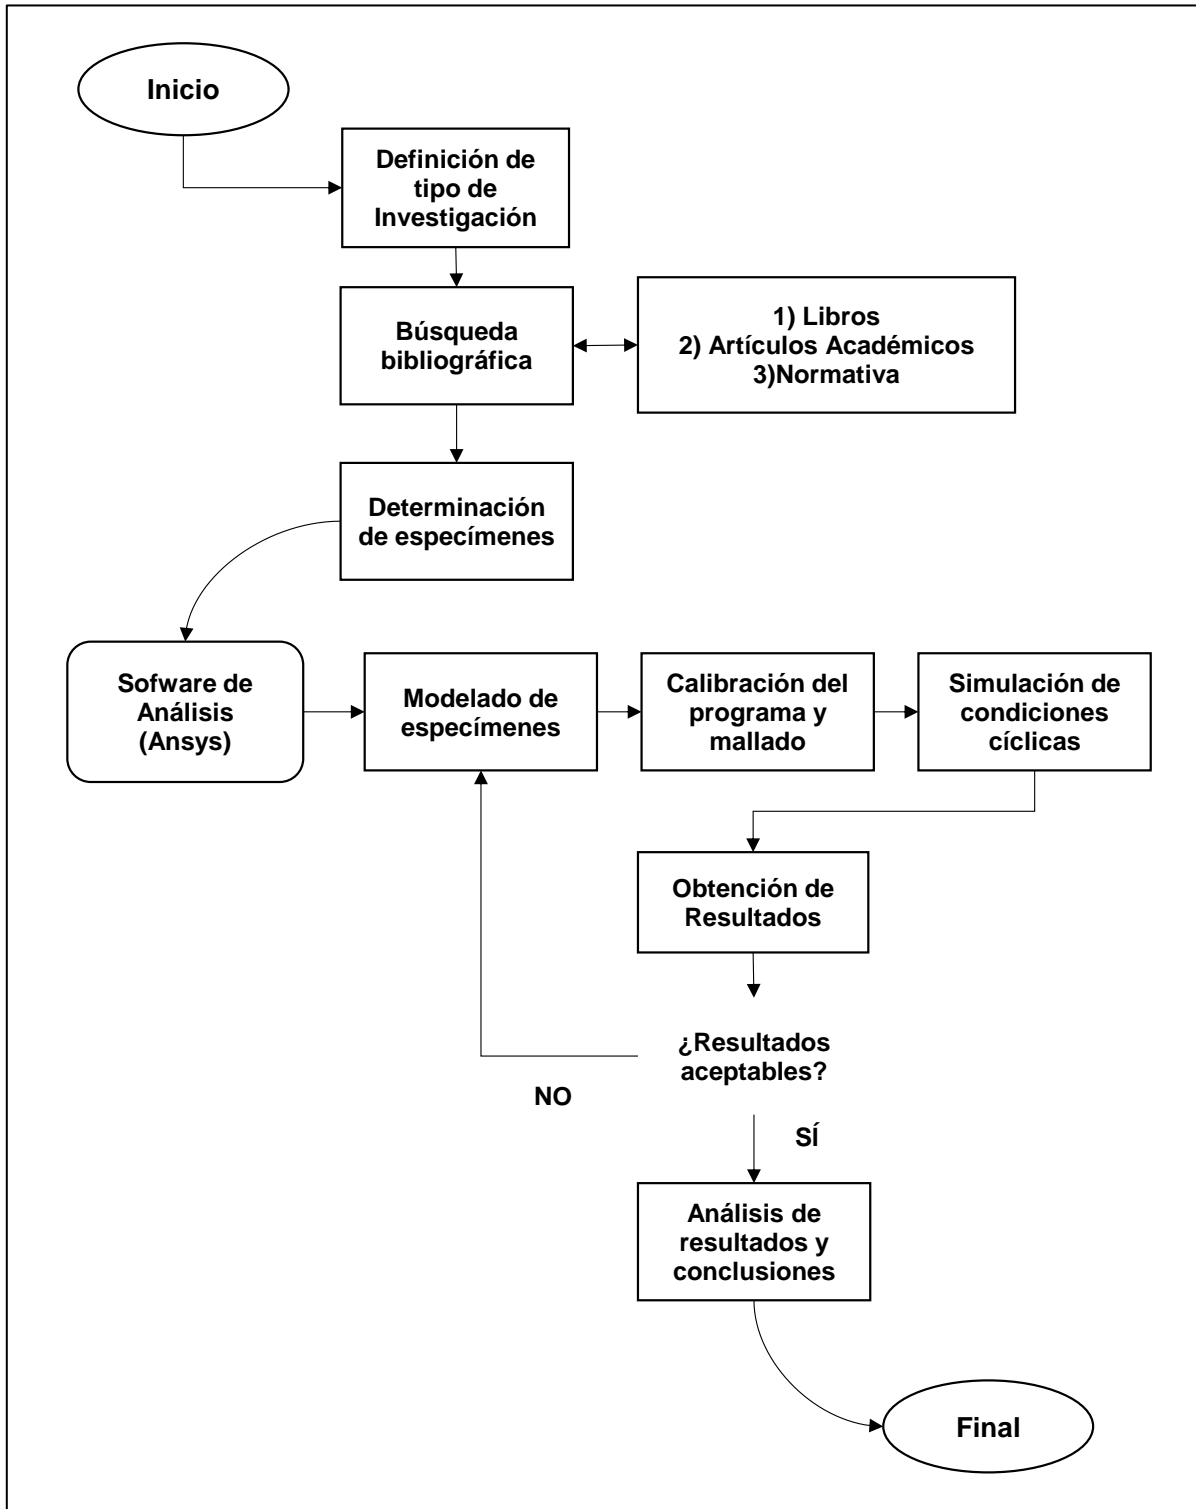 Inicio
Definición de
tipo de
Investigación
Búsqueda
bibliográfica
1) Libros
2) Artículos Académicos
3)Normativa
Determinación
de especímenes
Sofware de
Análisis
(Ansys)
Modelado de
especímenes
Calibración del
programa y
mallado
Simulación de
condiciones
cíclicas
Obtención de
Resultados
¿Resultados
aceptables?
NO
SÍ
Análisis de
resultados y
conclusiones
Final